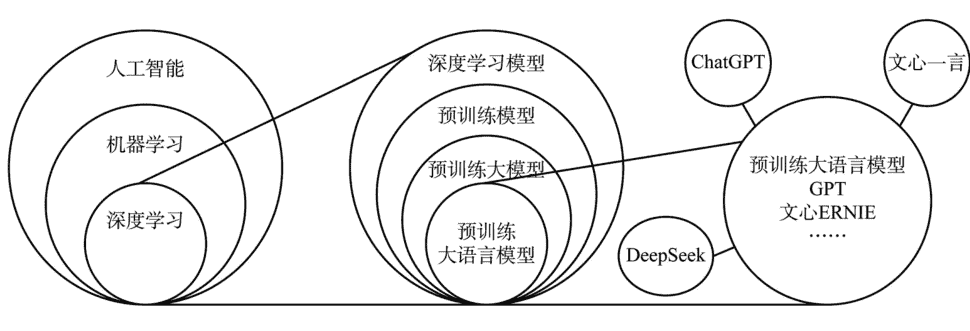 人工智能
机器学习
深度学习
深度学习模型
预训练模型
预训练大模型
预训练
大语言模型
ChatGPT
文心一言
预训练大语言模型
GPT
文心ERNIE
……
DeepSeek